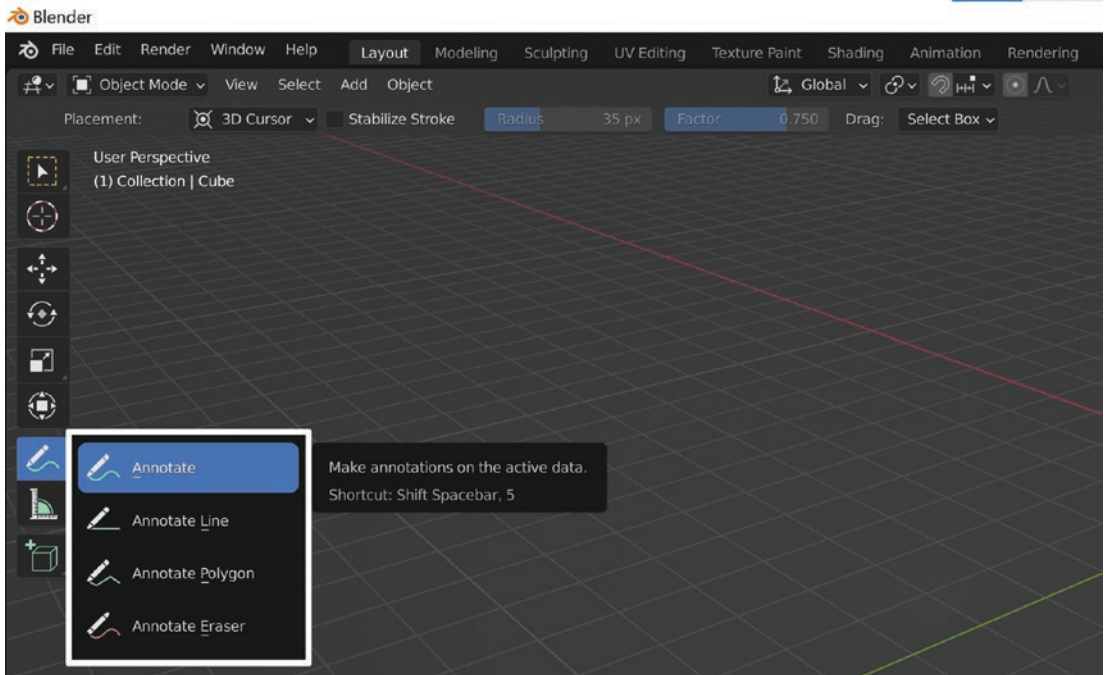 Blender
File Edit Render Window Help Layout Modeling Sculpting UV Editing Texture Paint Shading Animation Rendering
Object Mode View Select Add Object Global
Placement: 3D Cursor Stabilize Stroke Radius 35 px Factor 0.750 Drag: Select Box
User Perspective
(1) Collection | Cube
Annotate
Make annotations on the active data.
Shortcut: Shift Spacebar, 5
Annotate Line
Annotate Polygon
Annotate Eraser